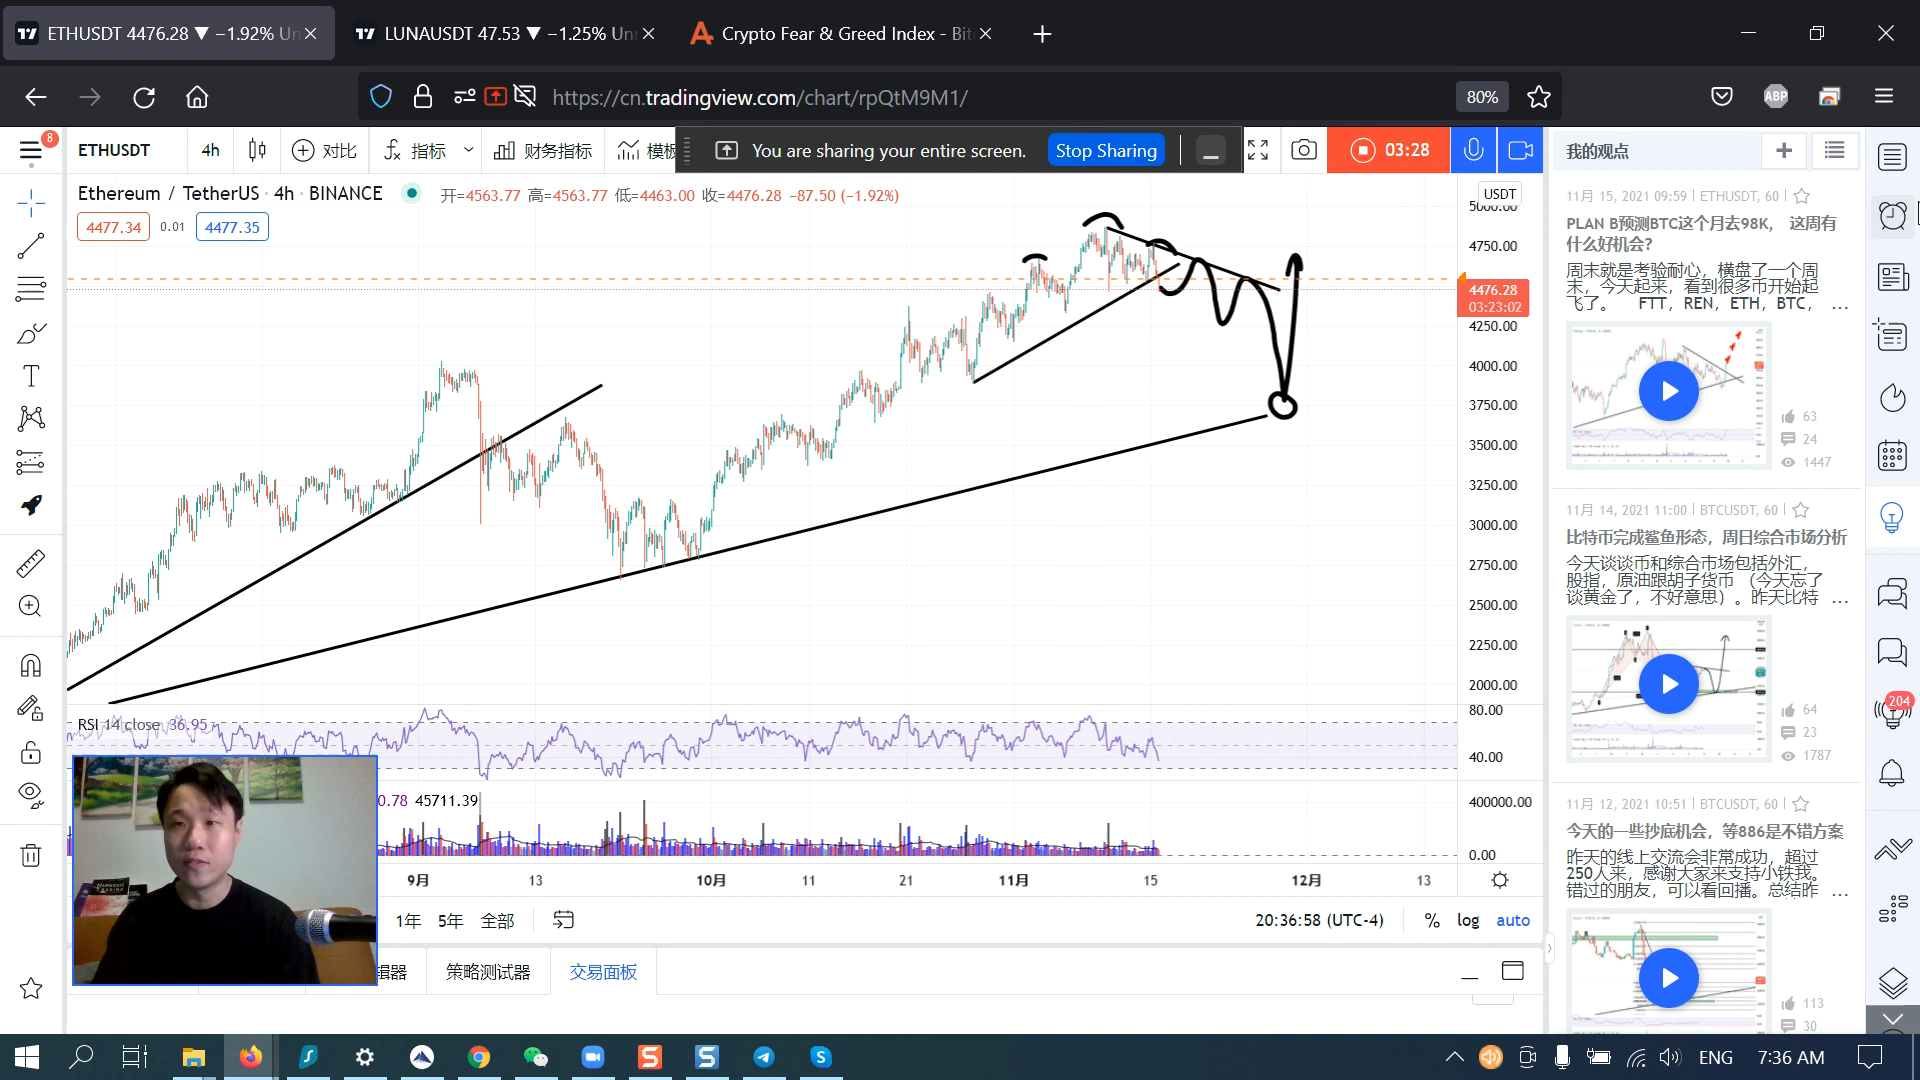 ETHUSDT 4476.28 ▼ −1.92% Un
LUNAUSDT 47.53 ▼ −1.25% Un
Crypto Fear & Greed Index - Bit
https://cn.tradingview.com/chart/rpQtM9M1/
80%
ABP
8
ETHUSDT
4h
对比
指标
财务指标
模板
You are sharing your entire screen.
Stop Sharing
03:28
我的观点
Ethereum / TetherUS · 4h · BINANCE
开=4563.77 高=4563.77 低=4463.00 收=4476.28 −87.50 (−1.92%)
4477.34
0.01
4477.35
USDT
5000.00
4750.00
4476.28
03:23:02
4250.00
4000.00
3750.00
3500.00
3250.00
3000.00
2750.00
2500.00
2250.00
2000.00
RSI 14 close 36.95
80.00
40.00
0.78 45711.39
400000.00
0.00
9月
13
10月
11
21
11月
15
12月
13
1年
5年
全部
20:36:58 (UTC-4)
%
log
auto
辑器
策略测试器
交易面板
11月 15, 2021 09:59 | ETHUSDT, 60
PLAN B预测BTC这个月去98K， 这周有
什么好机会?
周末就是考验耐心，横盘了一个周
末，今天起来，看到很多币开始起
飞了。 FTT，REN，ETH，BTC， ...
63
24
1447
11月 14, 2021 11:00 | BTCUSDT, 60
比特币完成鲨鱼形态，周日综合市场分析
今天谈谈币和综合市场包括外汇，
股指，原油跟胡子货币 （今天忘了
谈黄金了，不好意思）。昨天比特 ...
64
23
1787
11月 12, 2021 10:51 | BTCUSDT, 60
今天的一些抄底机会，等886是不错方案
昨天的线上交流会非常成功，超过
250人来，感谢大家来支持小铁我。
错过的朋友，可以看回播。总结昨 ...
113
30
204
HARMONIC
ENG
7:36 AM